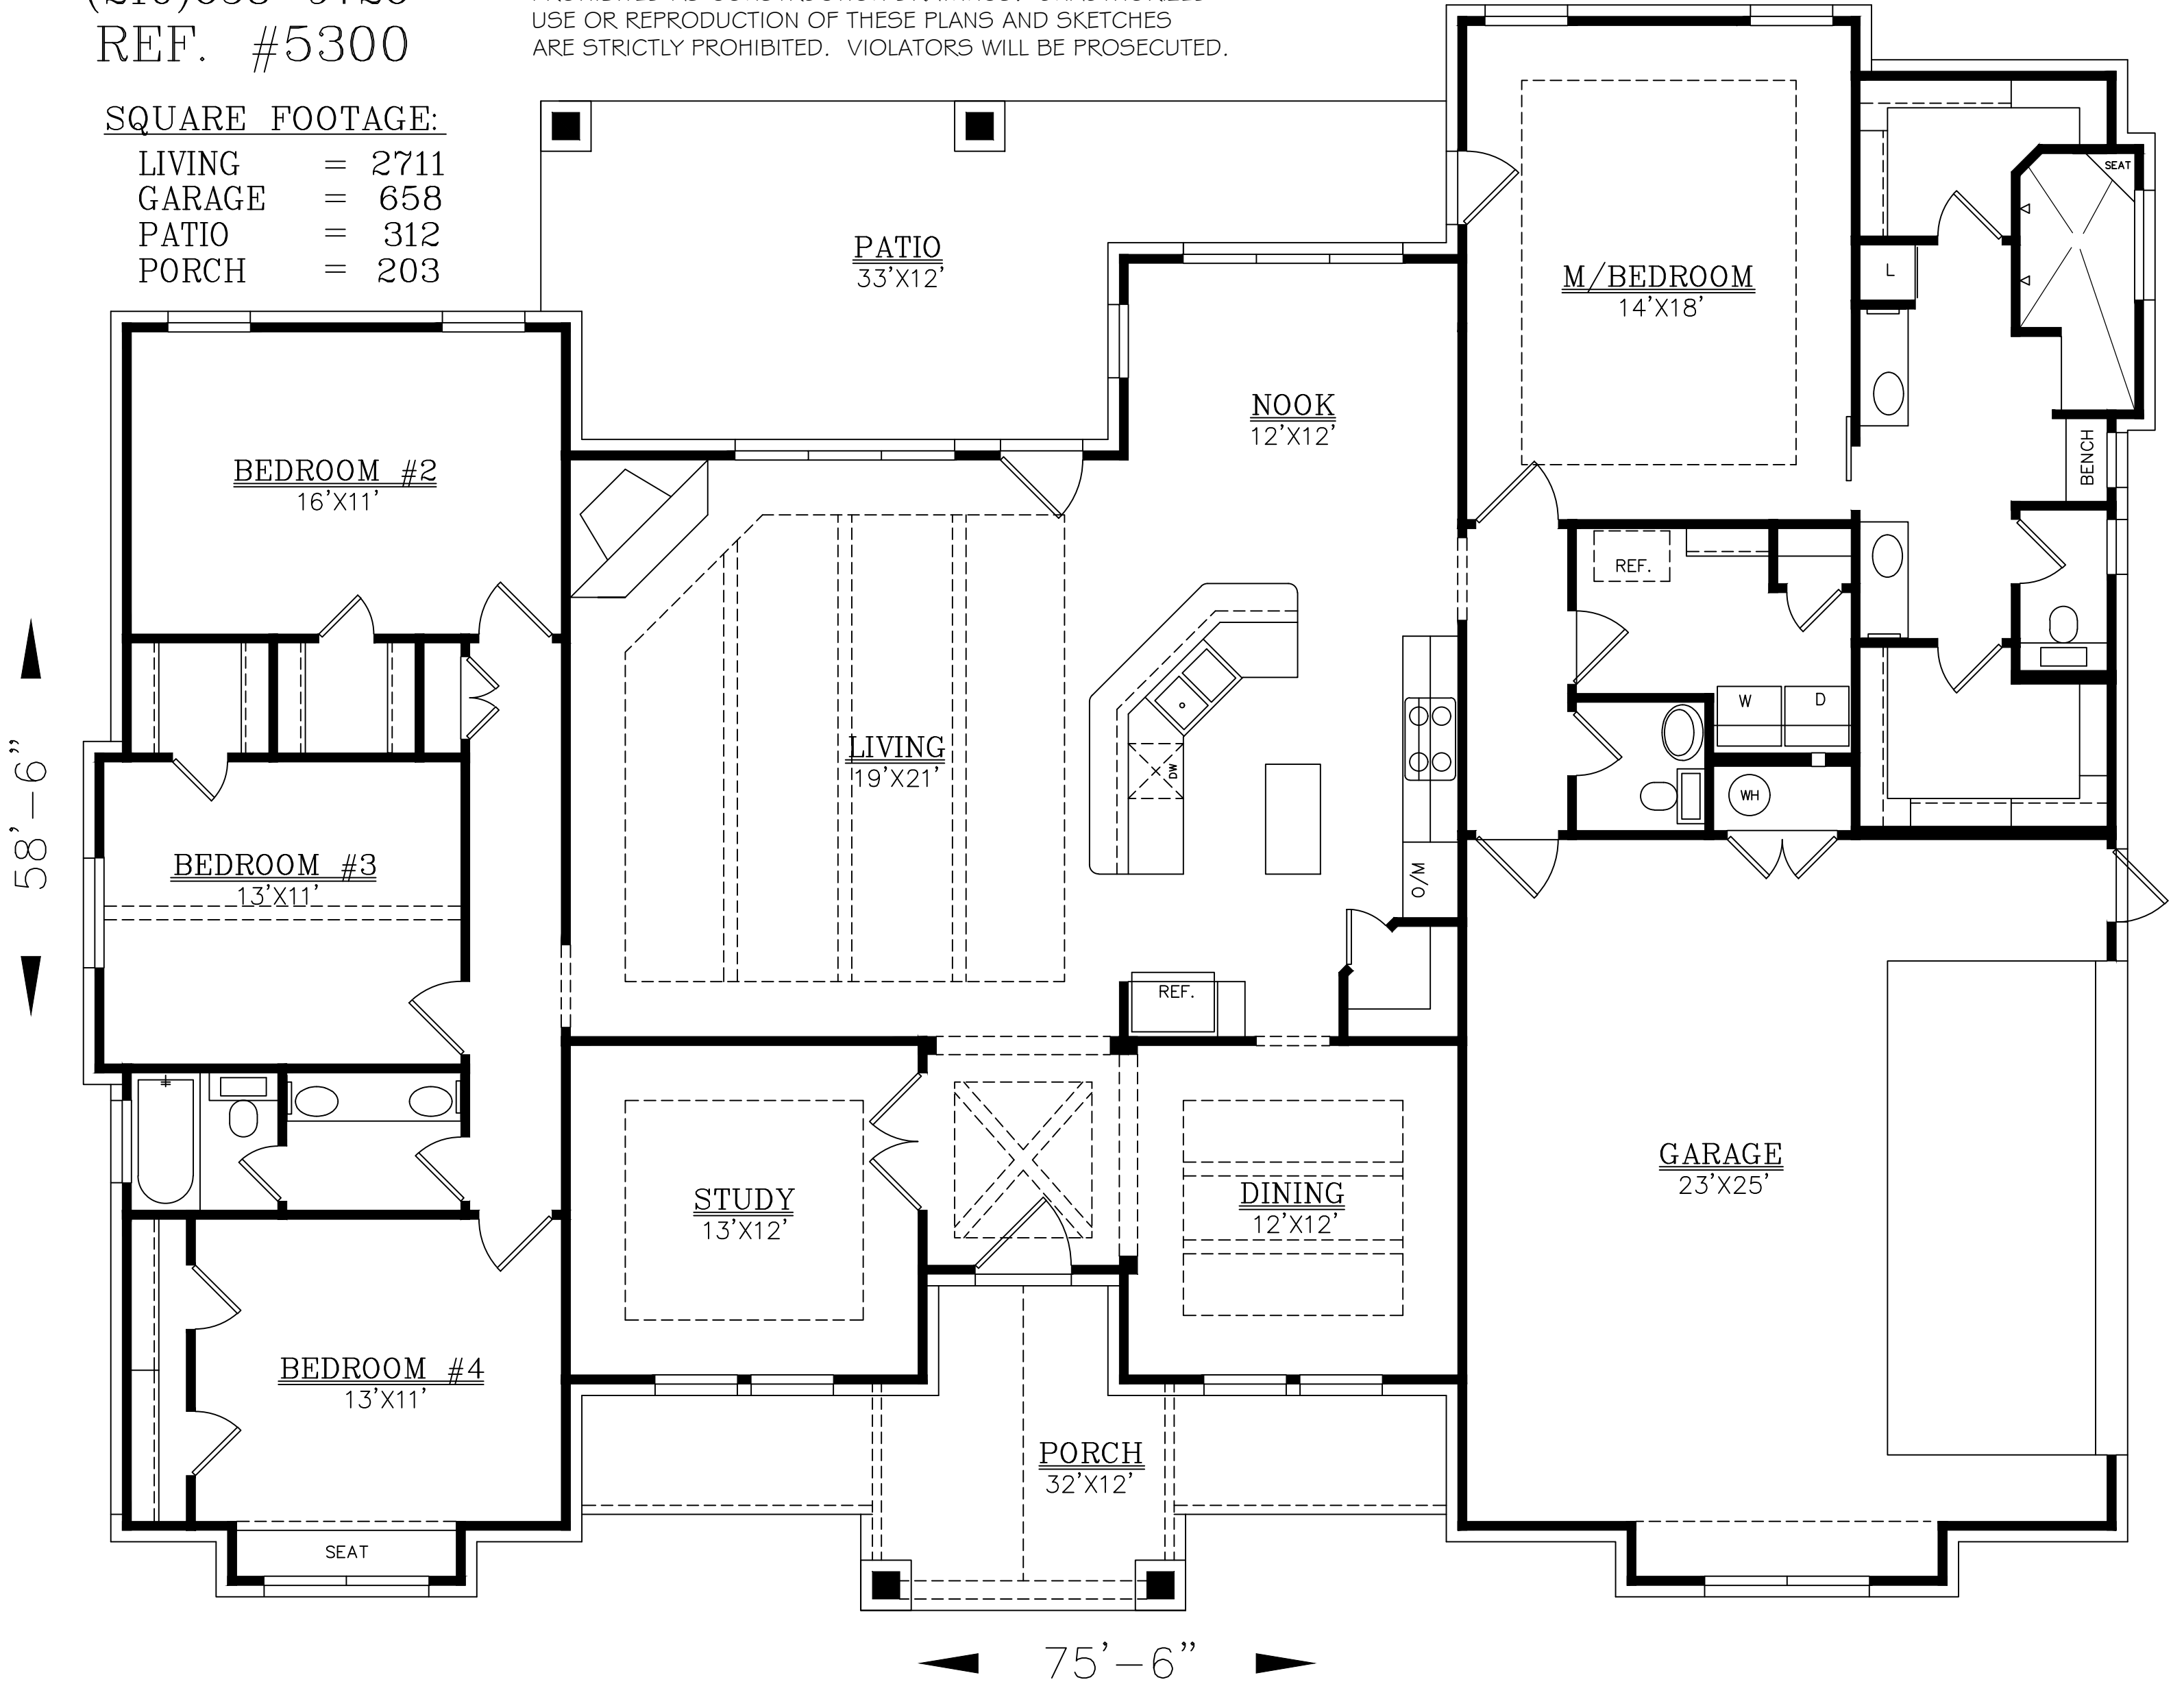 REF. #5300
USE OR REPRODUCTION OF THESE PLANS AND SKETCHES
ARE STRICTLY PROHIBITED. VIOLATORS WILL BE PROSECUTED.
SQUARE FOOTAGE:
LIVING = 2711
GARAGE = 658
PATIO = 312
PORCH = 203
PATIO
33'X12'
M/BEDROOM
14'X18'
SEAT
L
NOOK
12'X12'
BENCH
BEDROOM #2
16'X11'
REF.
W
D
LIVING
19'X21'
DW
WH
O/M
58'-6"
BEDROOM #3
13'X11'
REF.
GARAGE
23'X25'
STUDY
13'X12'
DINING
12'X12'
BEDROOM #4
13'X11'
PORCH
32'X12'
SEAT
75'-6"